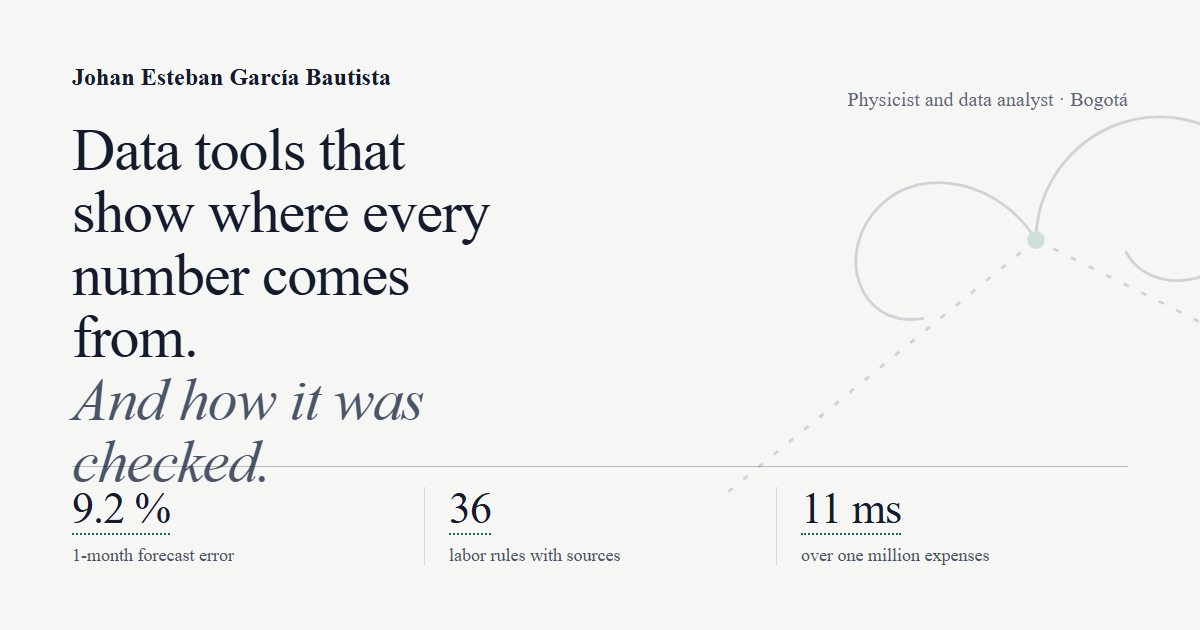 Johan Esteban García Bautista
Physicist and data analyst · Bogotá
Data tools that
show where every
number comes
from.
And how it was
checked.
9.2 %
1-month forecast error
36
labor rules with sources
11 ms
over one million expenses